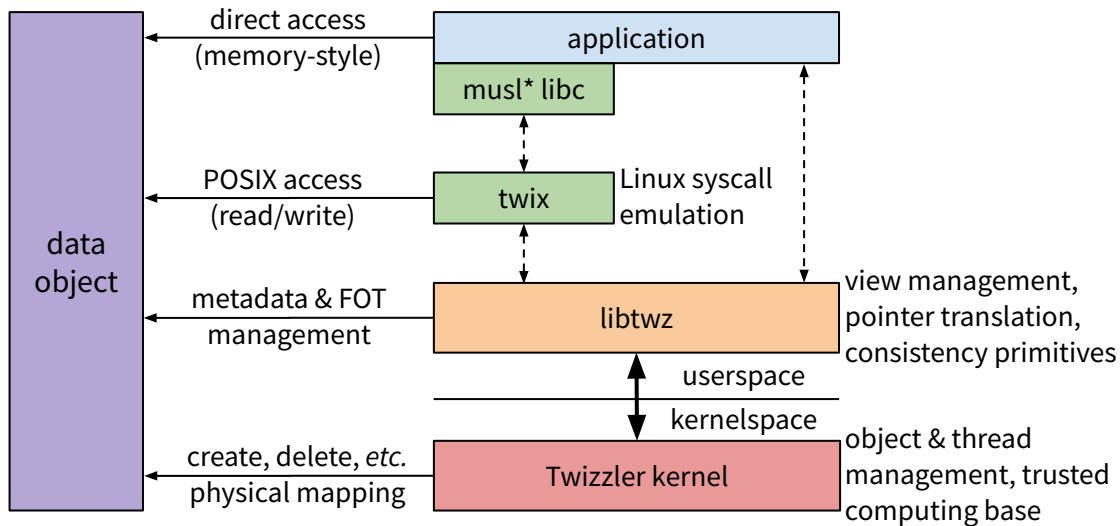 direct access
(memory-style)
application
musl* libc
POSIX access
(read/write)
twix
Linux syscall
emulation
data
object
metadata & FOT
management
libtwz
view management,
pointer translation,
consistency primitives
userspace
kernelspace
create, delete, etc.
physical mapping
Twizzler kernel
object & thread
management, trusted
computing base